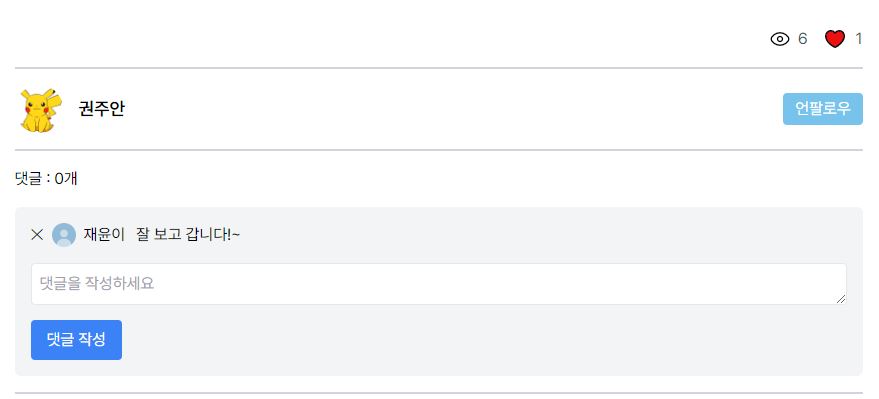 6 1
권주안 언팔로우
댓글 : 0개
재윤이 잘 보고 갑니다!~
댓글을 작성하세요
댓글 작성